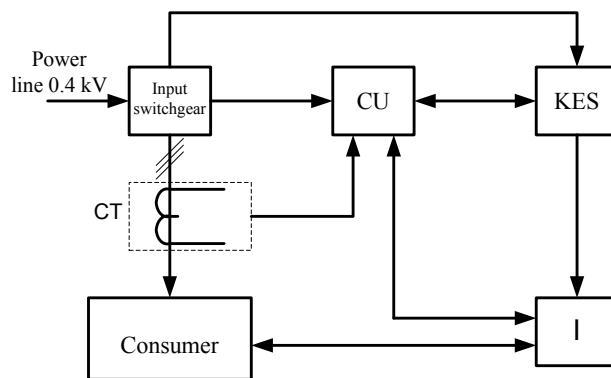 Power
line 0.4 kV
Input
switchgear
CU
KES
CT
Consumer
I